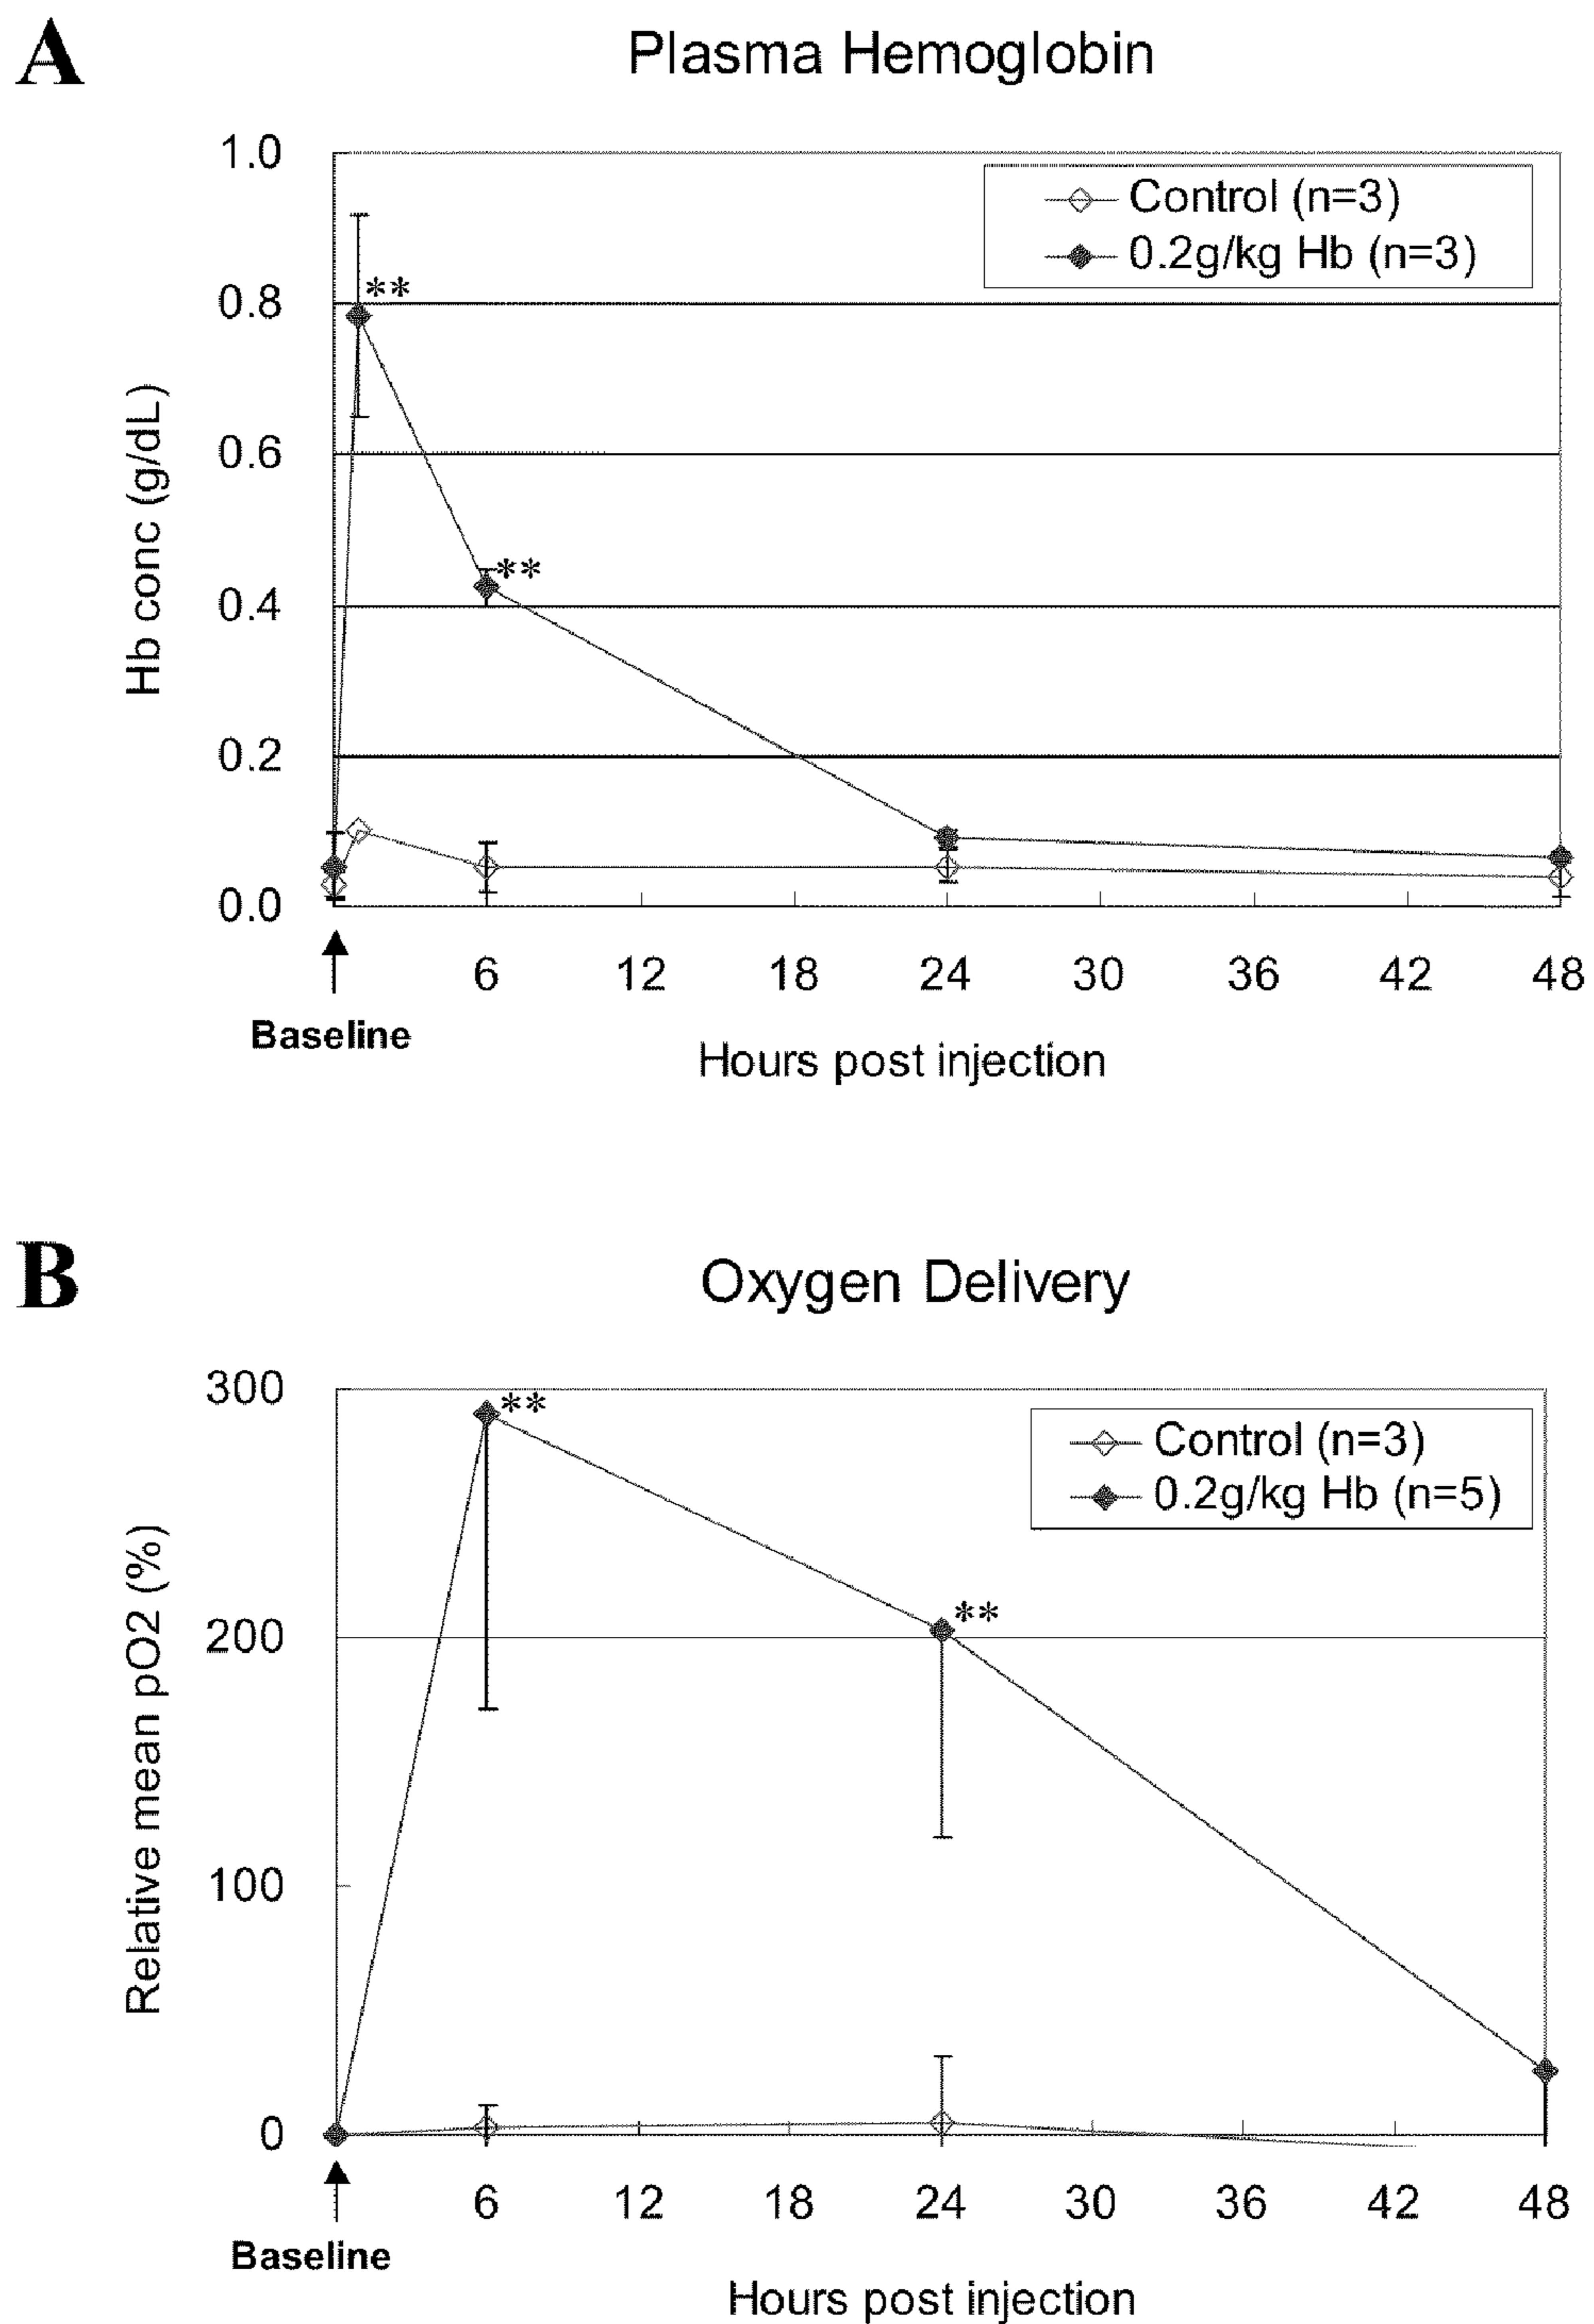 A
Plasma Hemoglobin
1.0
Control (n=3)
0.2g/kg Hb (n=3)
**
0.8
0.6
**
0.4
0.2
0.0
Hb conc (g/dL)
6 12 18 24 30 36 42 48
Baseline
Hours post injection
B
Oxygen Delivery
300
**
Control (n=3)
0.2g/kg Hb (n=5)
**
200
100
0
Relative mean pO2 (%)
6 12 18 24 30 36 42 48
Baseline
Hours post injection